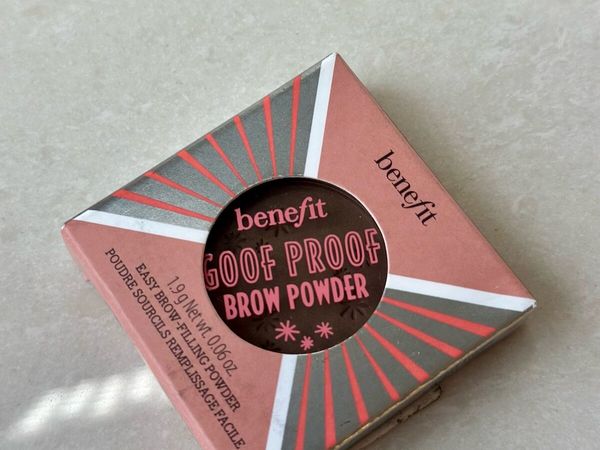 benefit
benefit
GOOF PROOF
BROW POWDER
1.9 g Net wt. 0.06 oz.
EASY BROW-FILLING POWDER
POUDRE SOURCILS REMPLISSAGE FACILE